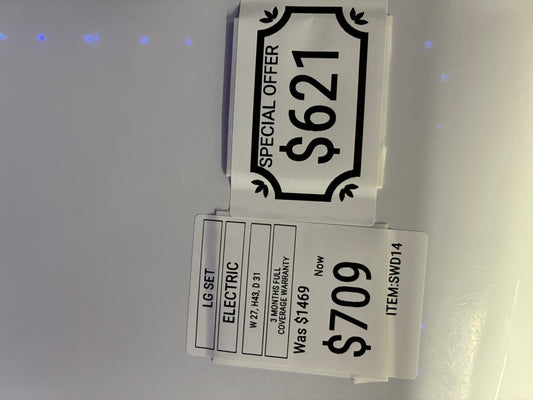 SPECIAL OFFER
$621
LG SET
ELECTRIC
W 27, H43, D 31
3 MONTHS FULL
COVERAGE WARRANTY
Was $1469
Now
$709
ITEM:SWD14